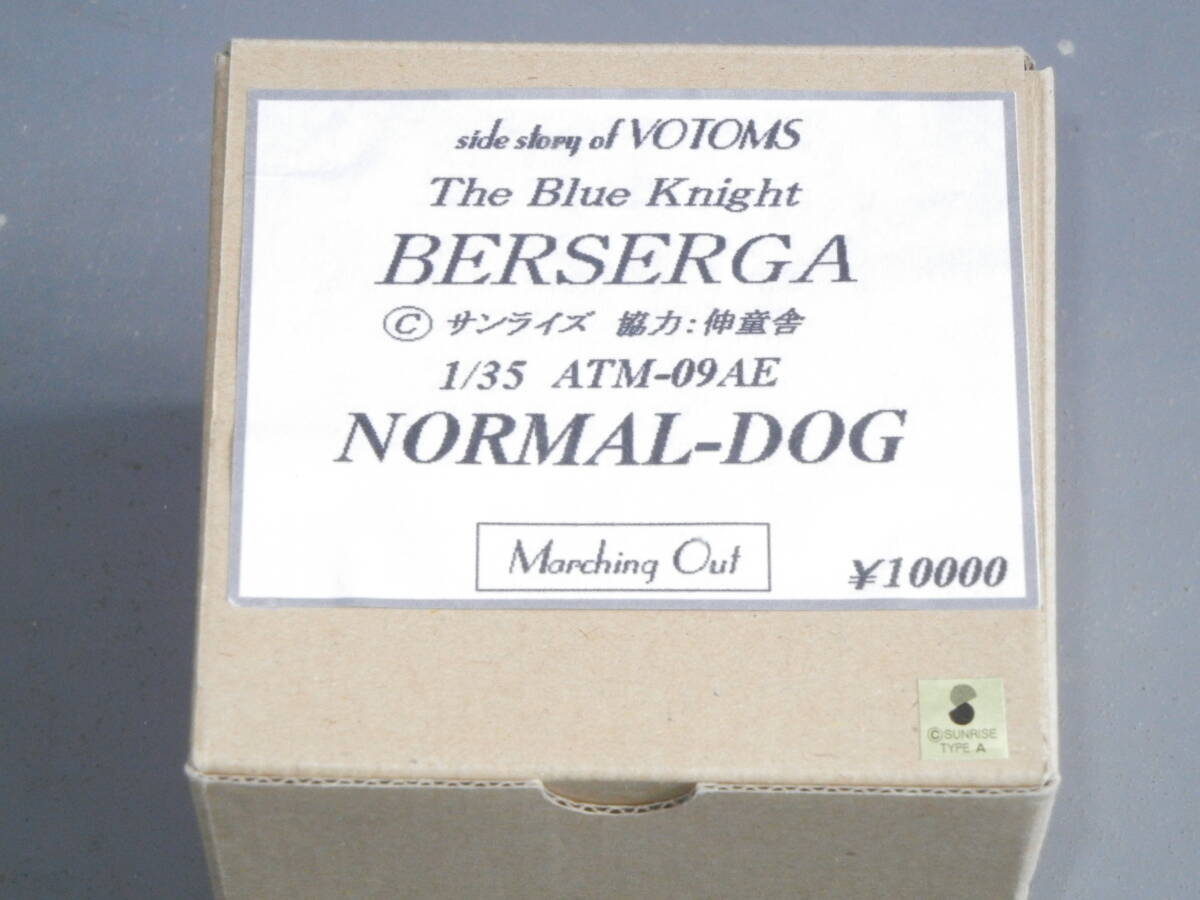 side story of VOTOMS
The Blue Knight
BERSERGA
©サンライズ 協力:伸童舎
1/35 ATM-09AE
NORMAL-DOG
Marching Out
¥10000
©SUNRISE
TYPE A